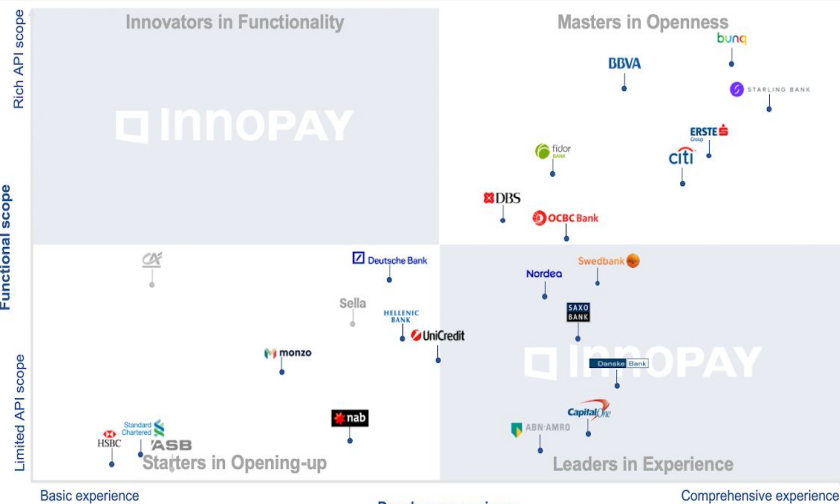 Innovators in Functionality
Masters in Openness
Rich API scope
bunq
BBVA
STARLING BANK
INNOPAY
ERSTE
Group
citi
fidor
BANK
DBS
OCBC Bank
Functional scope
CA
Deutsche Bank
Swedbank
Nordea
Sella
HELLENIC
BANK
SAXO
BANK
UniCredit
monzo
INNOPAY
Danske Bank
Limited API scope
nab
CapitalOne
ABN·AMRO
Standard
Chartered
HSBC
ASB
Starters in Opening-up
Leaders in Experience
Basic experience
Comprehensive experience